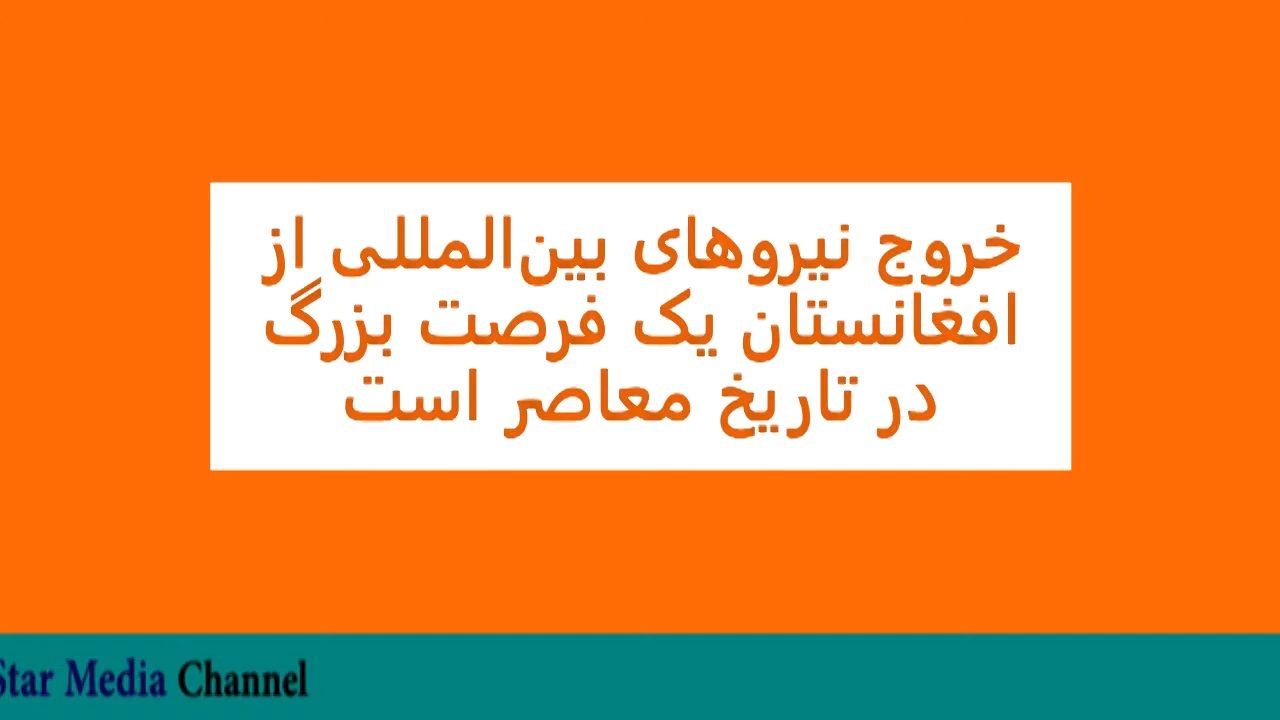 خروج نیروهای بین‌المللی از
افغانستان یک فرصت بزرگ
در تاریخ معاصر است
Star Media Channel